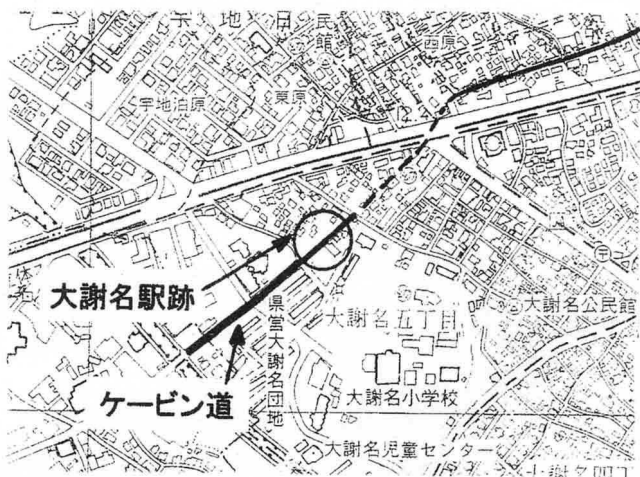 宇地泊
民
館
西原
宇地泊原
東原
大謝名駅跡
大謝名公民館
県営大謝名団地
大謝名五丁目
ケービン道
大謝名小学校
大謝名児童センター